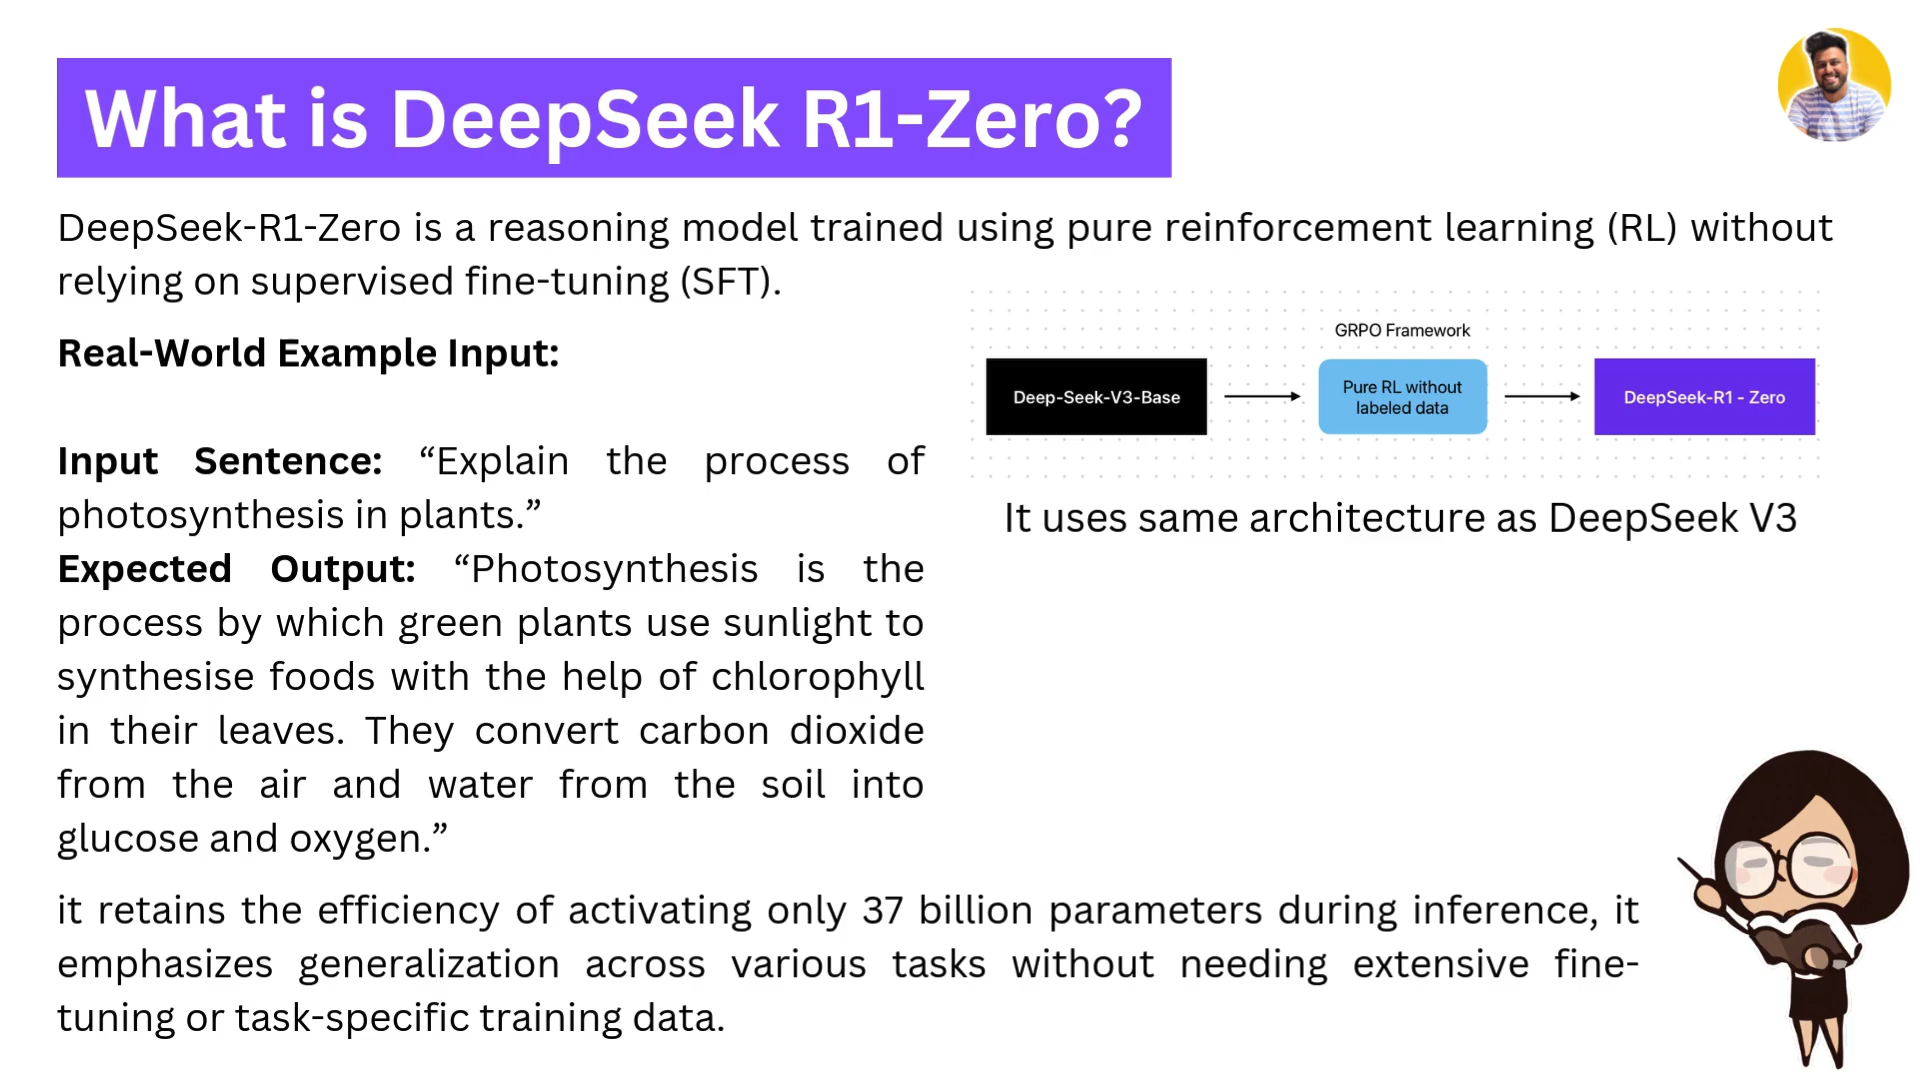 What is DeepSeek R1-Zero?
DeepSeek-R1-Zero is a reasoning model trained using pure reinforcement learning (RL) without
relying on supervised fine-tuning (SFT).
Real-World Example Input:
Input Sentence: “Explain the process of
photosynthesis in plants.”
Expected Output: “Photosynthesis is the
process by which green plants use sunlight to
synthesise foods with the help of chlorophyll
in their leaves. They convert carbon dioxide
from the air and water from the soil into
glucose and oxygen.”
GRPO Framework
Deep-Seek-V3-Base
Pure RL without
labeled data
DeepSeek-R1 - Zero
It uses same architecture as DeepSeek V3
it retains the efficiency of activating only 37 billion parameters during inference, it
emphasizes generalization across various tasks without needing extensive fine-
tuning or task-specific training data.